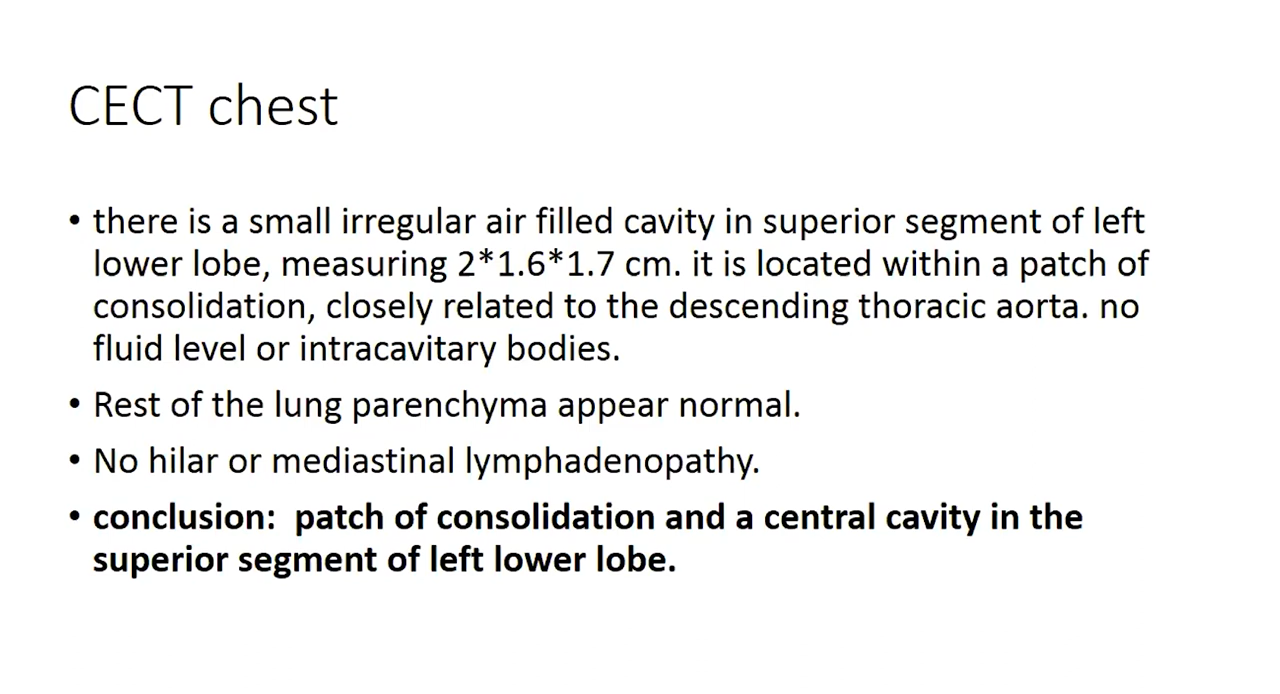 CECT chest
• there is a small irregular air filled cavity in superior segment of left
lower lobe, measuring 2*1.6*1.7 cm. it is located within a patch of
consolidation, closely related to the descending thoracic aorta. no
fluid level or intracavitary bodies.
• Rest of the lung parenchyma appear normal.
• No hilar or mediastinal lymphadenopathy.
• conclusion:  patch of consolidation and a central cavity in the
superior segment of left lower lobe.